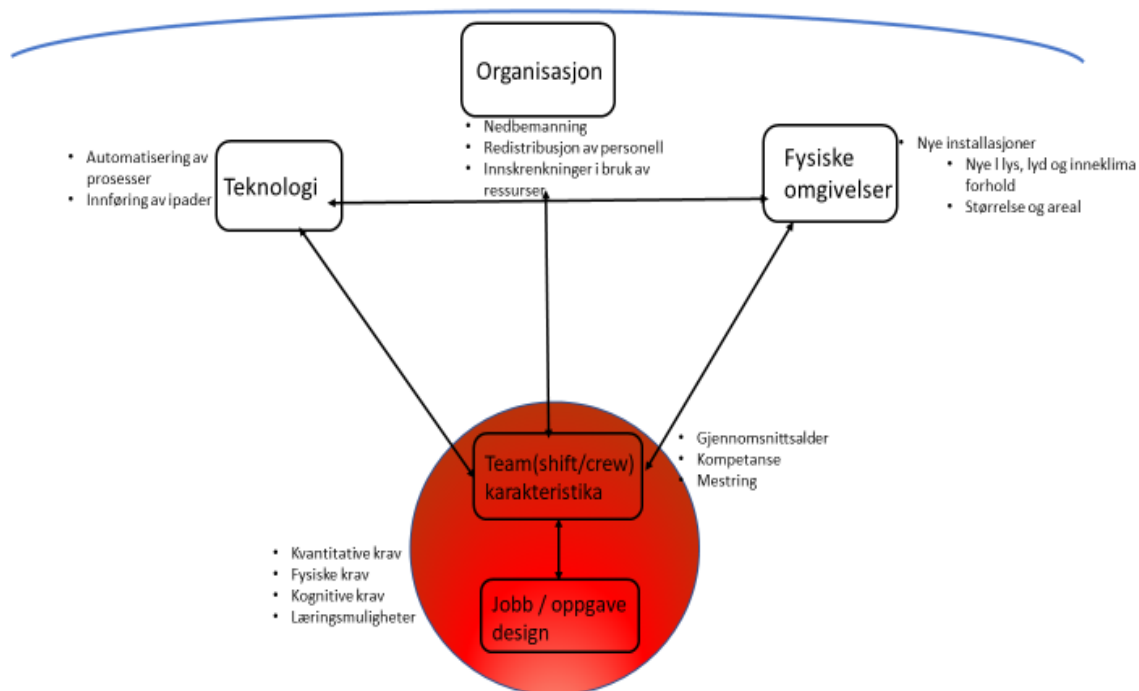 Organisasjon
• Nedbemanning
• Redistribusjon av personell
• Innskrenkninger i bruk av
ressurser
• Automatisering av
prosesser
• Innføring av ipader
Teknologi
Fysiske
omgivelser
• Nye installasjoner
• Nye l lys, lyd og inneklima
forhold
• Størrelse og areal
Team(shift/crew)
karakteristika
• Gjennomsnittsalder
• Kompetanse
• Mestring
• Kvantitative krav
• Fysiske krav
• Kognitive krav
• Læringsmuligheter
Jobb / oppgave
design